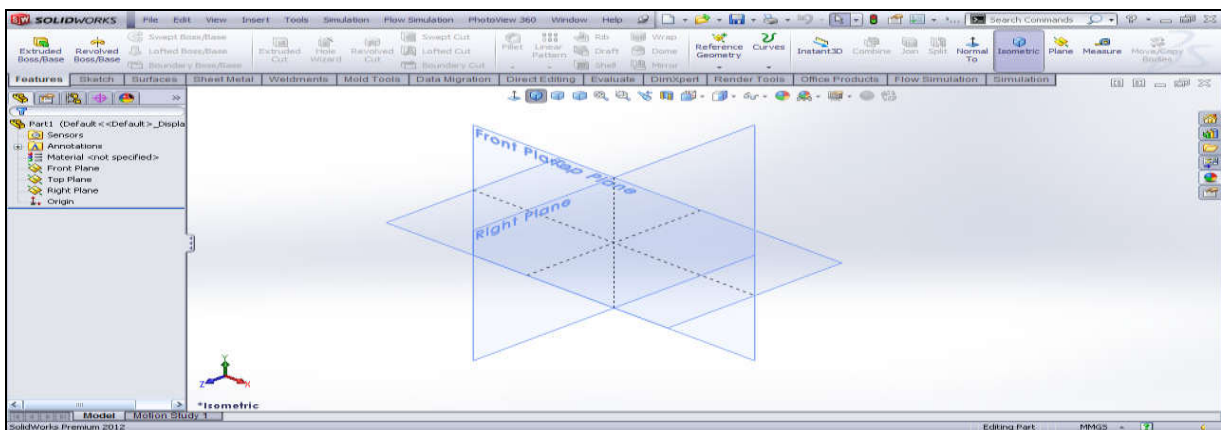 SOLIDWORKS File Edit View Insert Tools Simulation Flow Simulation PhotoView 360 Window Help Search Commands
Extruded Boss/Base Revolved Boss/Base Swept Boss/Base Lofted Boss/Base Boundary Boss/Base Extruded Cut Hole Wizard Revolved Cut Swept Cut Lofted Cut Boundary Cut Fillet Linear Pattern Rib Draft Shell Wrap Dome Mirror Reference Geometry Curves Instant3D Combine Join Split Normal To Isometric Plane Measure Move/Copy Bodies
Features Sketch Surfaces Sheet Metal Weldments Mold Tools Data Migration Direct Editing Evaluate DimXpert Render Tools Office Products Flow Simulation Simulation
Part1 (Default<<Default>_Displa
Sensors
Annotations
Material <not specified>
Front Plane
Top Plane
Right Plane
Origin
Front Plane
Top Plane
Right Plane
Y
Z
X
*Isometric
Model Motion Study 1
SolidWorks Premium 2012 Editing Part MMGS